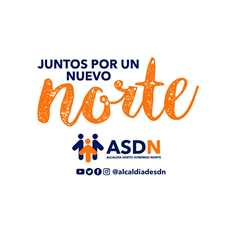 JUNTOS POR UN
NUEVO
norte
ASDN
ALCALDÍA SANTO DOMINGO NORTE
@alcaldiadesdn